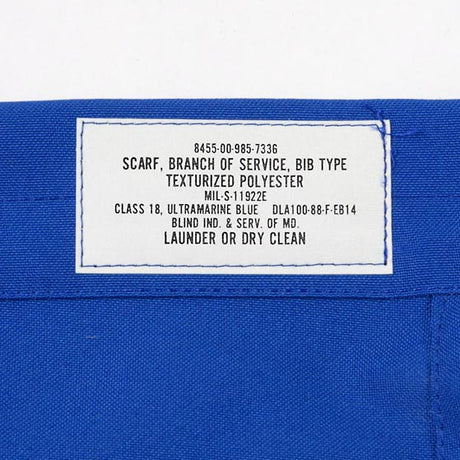 8455-00-985-7336
SCARF, BRANCH OF SERVICE, BIB TYPE
TEXTURIZED POLYESTER
MIL-S-11922E
CLASS 18, ULTRAMARINE BLUE DLA100-88-F-EB14
BLIND IND. & SERV. OF MD.
LAUNDER OR DRY CLEAN